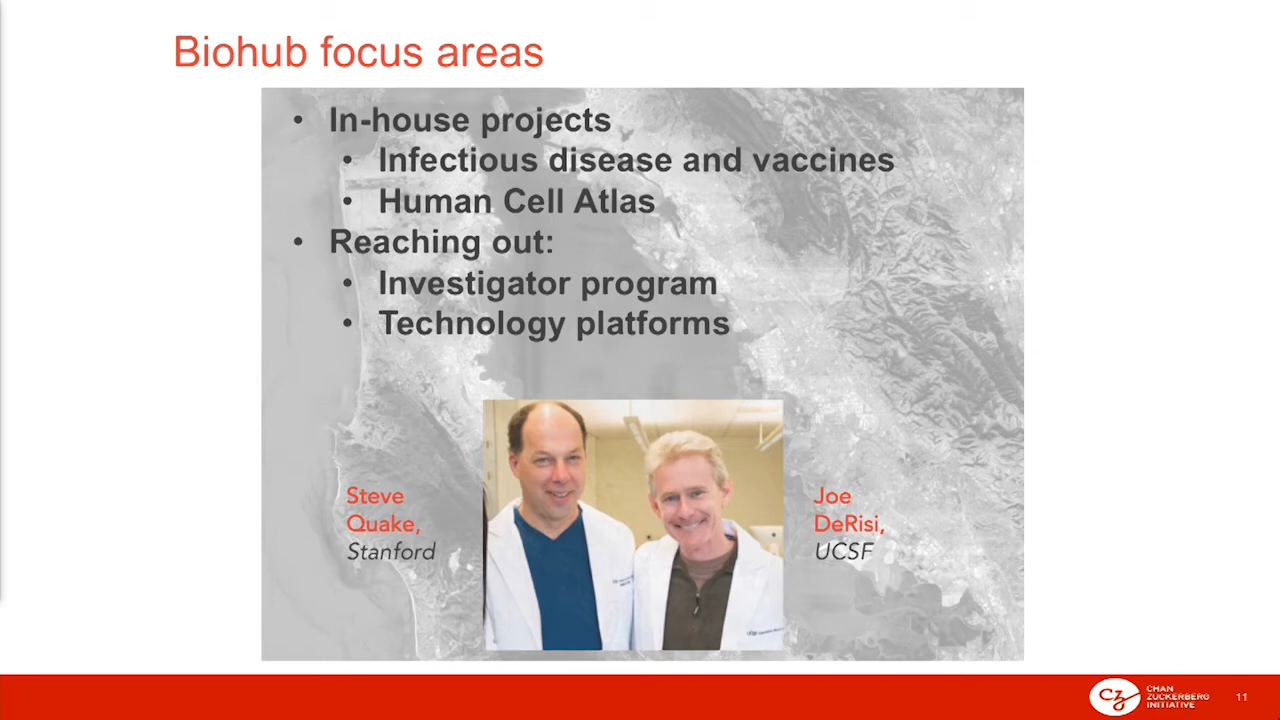 Biohub focus areas
• In-house projects
• Infectious disease and vaccines
• Human Cell Atlas
• Reaching out:
• Investigator program
• Technology platforms
Steve
Quake,
Stanford
Joe
DeRisi,
UCSF
CZ
CHAN
ZUCKERBERG
INITIATIVE
11